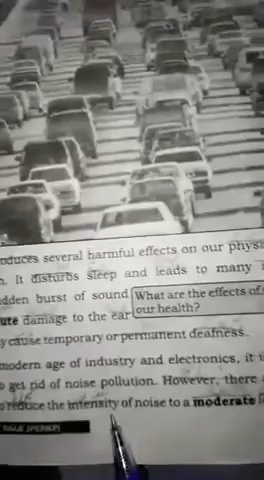 oduces several harmful effects on our phys
n. It disturbs sleep and leads to many
dden burst of sound
What are the effects of
our health?
ute damage to the ear
y cause temporary or permanent deafness.
modern age of industry and electronics, it i
o get rid of noise pollution. However, there
o reduce the intensity of noise to a moderate